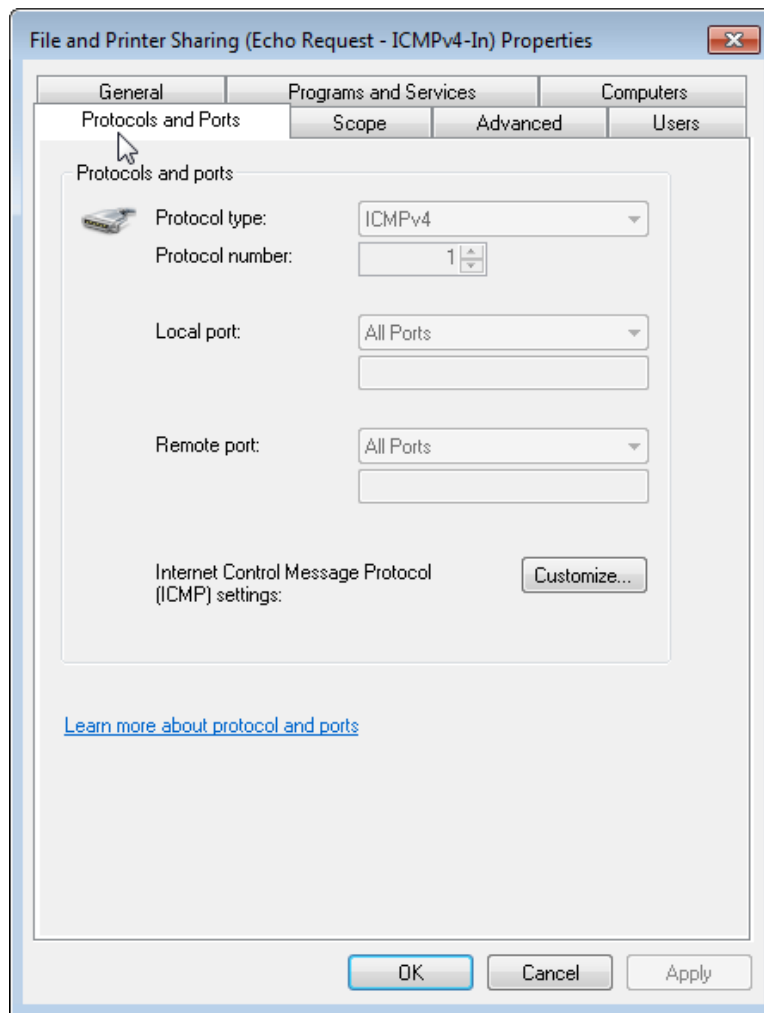 File and Printer Sharing (Echo Request - ICMPv4-In) Properties
General Programs and Services Computers
Protocols and Ports Scope Advanced Users
Protocols and ports
Protocol type: ICMPv4
Protocol number: 1
Local port: All Ports
Remote port: All Ports
Internet Control Message Protocol
(ICMP) settings: Customize...
Learn more about protocol and ports
OK Cancel Apply